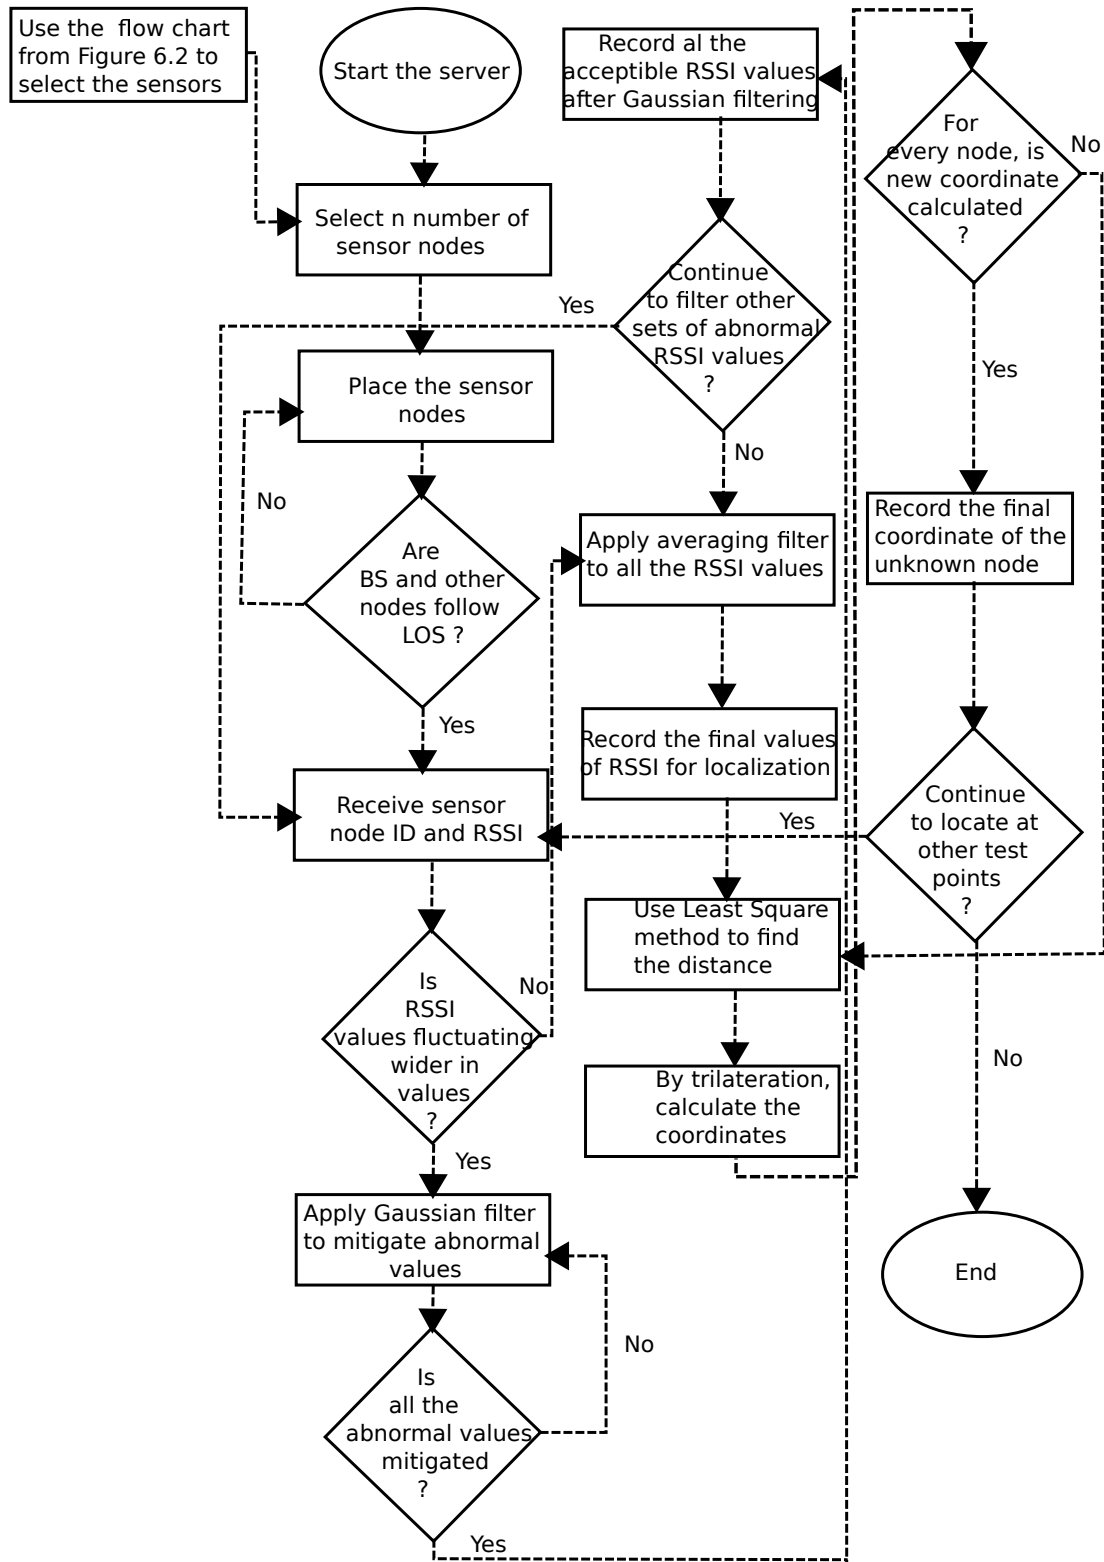 Use the flow chart
from Figure 6.2 to
select the sensors
Start the server
Select n number of
sensor nodes
Place the sensor
nodes
No
Are
BS and other
nodes follow
LOS ?
Yes
Receive sensor
node ID and RSSI
Is
RSSI
values fluctuating
wider in
values
?
No
Yes
Apply Gaussian filter
to mitigate abnormal
values
Is
all the
abnormal values
mitigated
?
No
Yes
Record al the
acceptible RSSI values
after Gaussian filtering
Continue
to filter other
sets of abnormal
RSSI values
?
Yes
No
Apply averaging filter
to all the RSSI values
Record the final values
of RSSI for localization
Use Least Square
method to find
the distance
By trilateration,
calculate the
coordinates
For
every node, is
new coordinate
calculated
?
No
Yes
Record the final
coordinate of the
unknown node
Continue
to locate at
other test
points
?
Yes
No
End